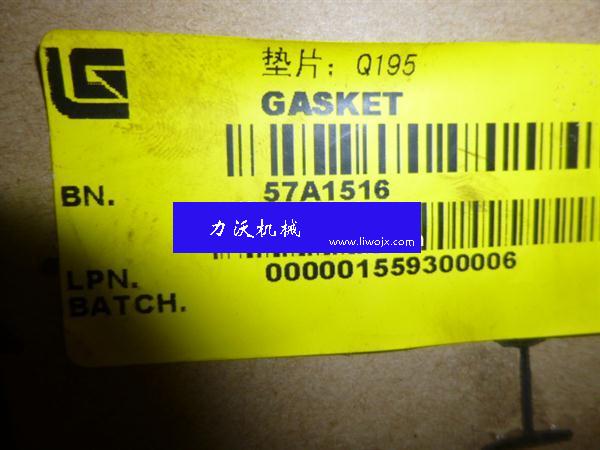 垫片; Q195
GASKET
BN. 57A1516
力沃机械
www.liwojx.com
LPN. 000001559300006
BATCH.